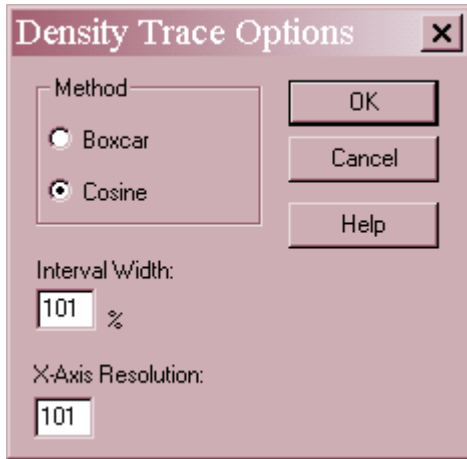 Density Trace Options
Method
Boxcar
Cosine
OK
Cancel
Help
Interval Width:
101 %
X-Axis Resolution:
101